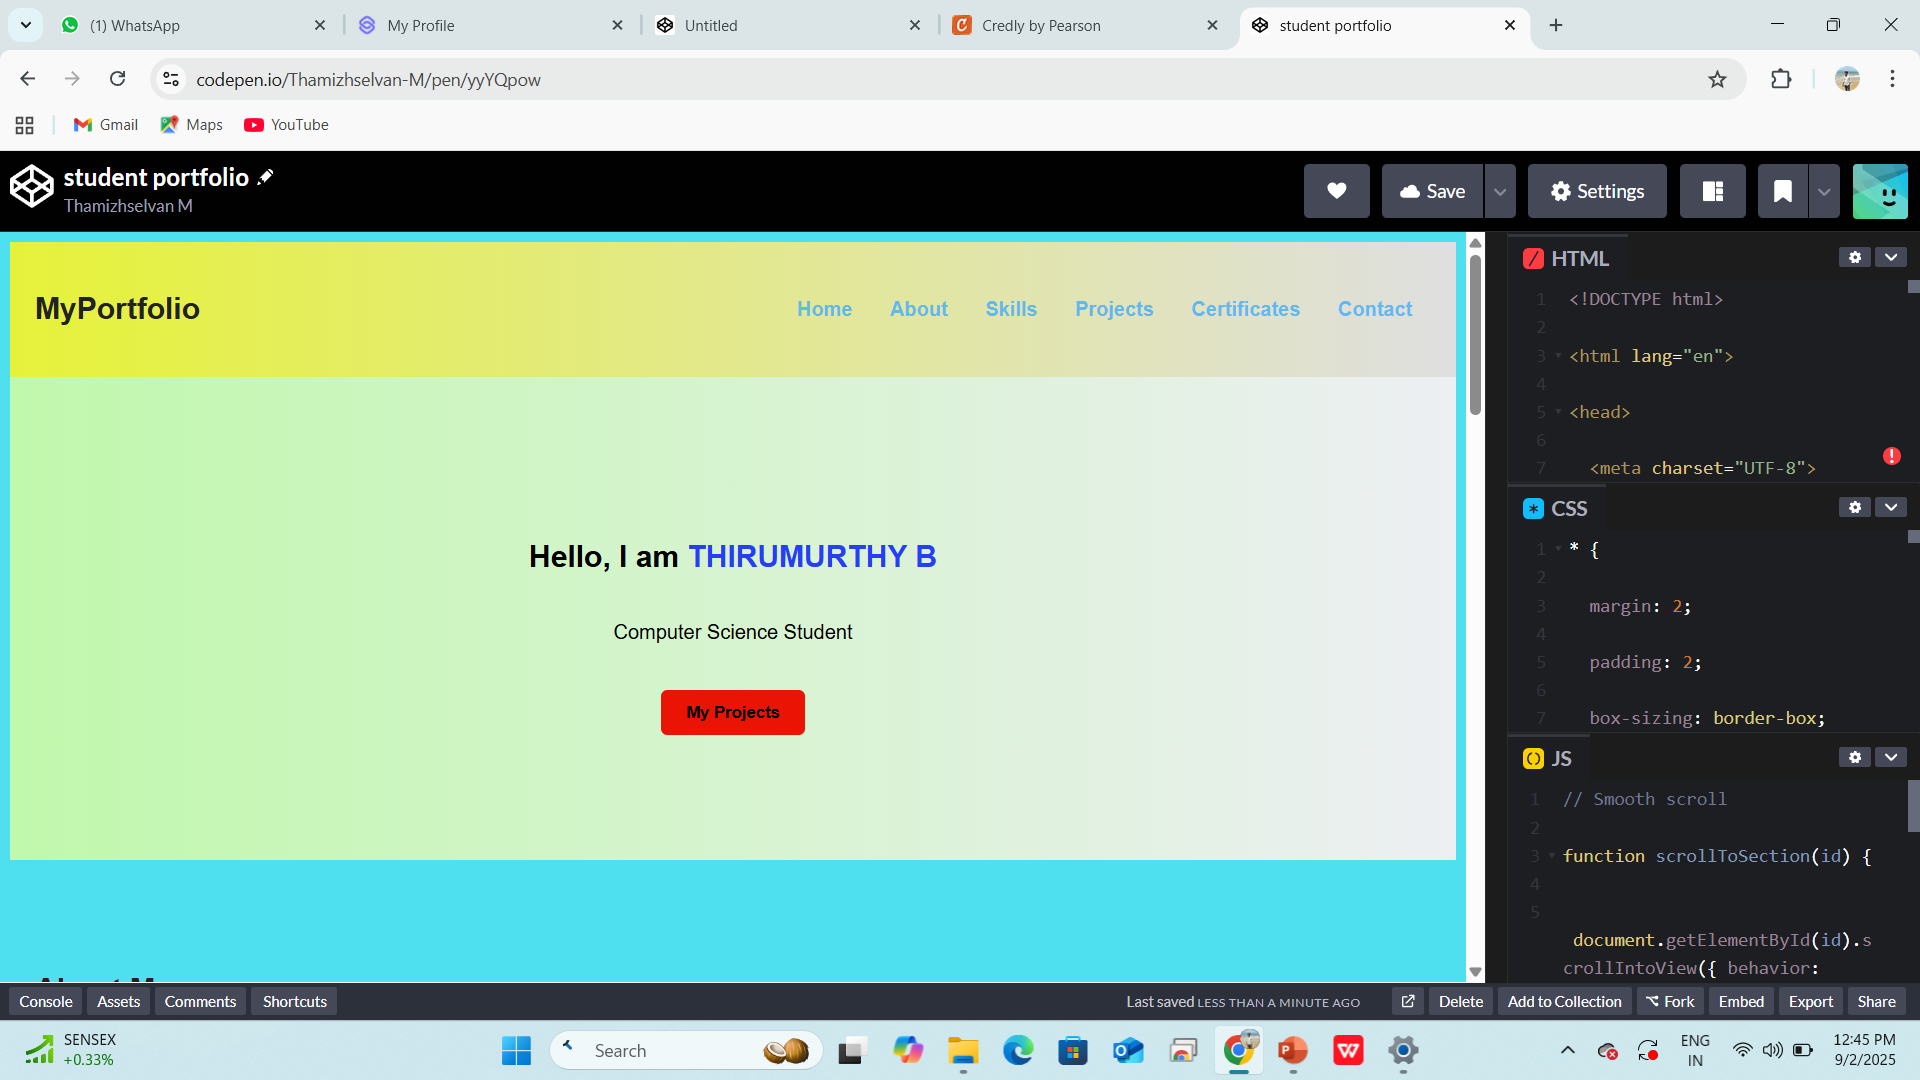 (1) WhatsApp
My Profile
Untitled
Credly by Pearson
student portfolio
codepen.io/Thamizhselvan-M/pen/yyYQpow
Gmail
Maps
YouTube
student portfolio
Thamizhselvan M
Save
Settings
MyPortfolio
Home
About
Skills
Projects
Certificates
Contact
Hello, I am THIRUMURTHY B
Computer Science Student
My Projects
HTML
1 <!DOCTYPE html>
2
3 <html lang="en">
4
5 <head>
6
7 <meta charset="UTF-8">
CSS
1 * {
2
3 margin: 2;
4
5 padding: 2;
6
7 box-sizing: border-box;
JS
1 // Smooth scroll
2
3 function scrollToSection(id) {
4
5
document.getElementById(id).s
crollIntoView({ behavior:
Console
Assets
Comments
Shortcuts
Last saved LESS THAN A MINUTE AGO
Delete
Add to Collection
Fork
Embed
Export
Share
SENSEX
+0.33%
Search
ENG
IN
12:45 PM
9/2/2025